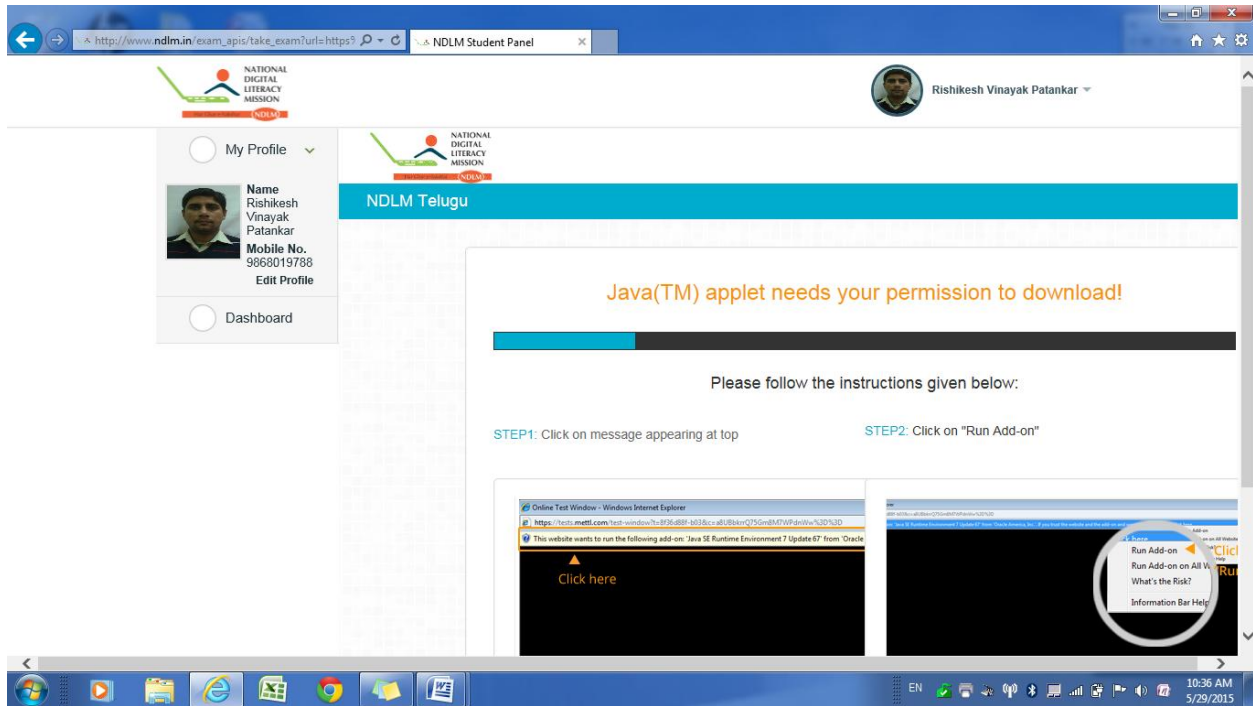 http://www.ndlm.in/exam_apis/take_exam?url=https
NDLM Student Panel
NATIONAL
DIGITAL
LITERACY
MISSION
NDLM
Rishikesh Vinayak Patankar
My Profile
Name
Rishikesh
Vinayak
Patankar
Mobile No.
9868019788
Edit Profile
Dashboard
NATIONAL
DIGITAL
LITERACY
MISSION
NDLM
NDLM Telugu
Java(TM) applet needs your permission to download!
Please follow the instructions given below:
STEP1: Click on message appearing at top
STEP2: Click on "Run Add-on"
Online Test Window - Windows Internet Explorer
https://tests.mettl.com/test-window?
This website wants to run the following add-on: 'Java SE Runtime Environment 7 Update 67' from 'Oracle
Click here
Run Add-on
Run Add-on on All W
What's the Risk?
Information Bar Help
EN
10:36 AM
5/29/2015